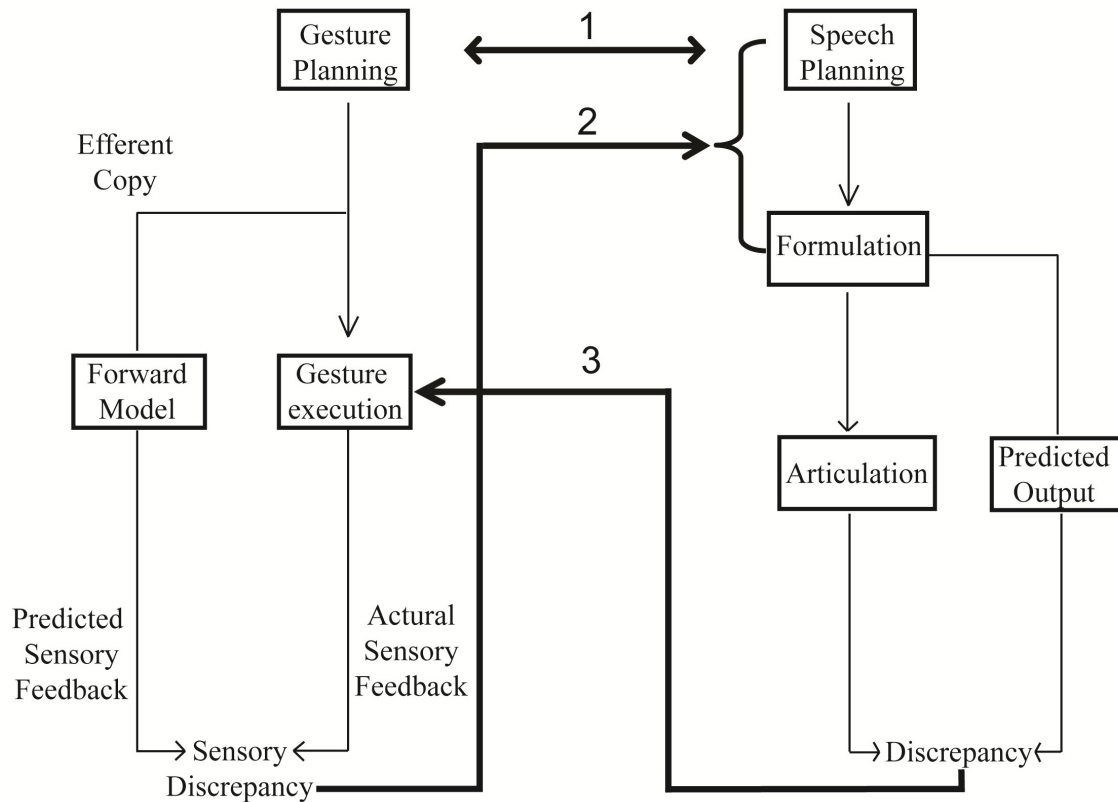 Gesture
Planning
1
Speech
Planning
2
Efferent
Copy
Formulation
3
Forward
Model
Gesture
execution
Articulation
Predicted
Output
Predicted
Sensory
Feedback
Actural
Sensory
Feedback
Sensory
Discrepancy
Discrepancy